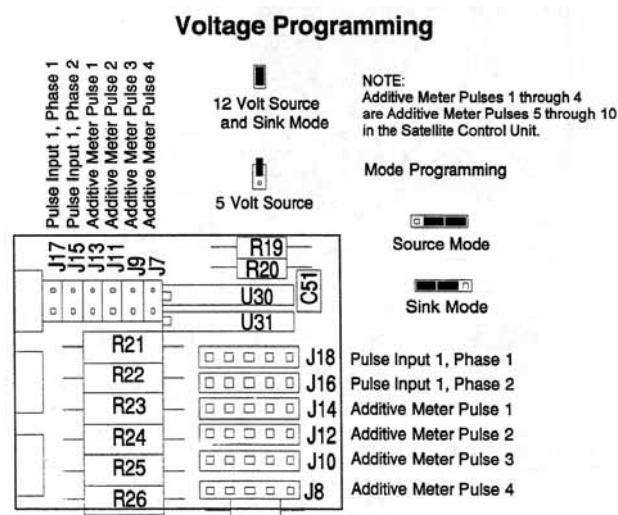 Voltage Programming
Pulse Input 1, Phase 1
Pulse Input 1, Phase 2
Additive Meter Pulse 1
Additive Meter Pulse 2
Additive Meter Pulse 3
Additive Meter Pulse 4
12 Volt Source
and Sink Mode
5 Volt Source
NOTE:
Additive Meter Pulses 1 through 4
are Additive Meter Pulses 5 through 10
in the Satellite Control Unit.
Mode Programming
Source Mode
Sink Mode
J17
J15
J13
J11
J9
J7
R19
R20
C51
U30
U31
R21
R22
R23
R24
R25
R26
J18 Pulse Input 1, Phase 1
J16 Pulse Input 1, Phase 2
J14 Additive Meter Pulse 1
J12 Additive Meter Pulse 2
J10 Additive Meter Pulse 3
J8 Additive Meter Pulse 4